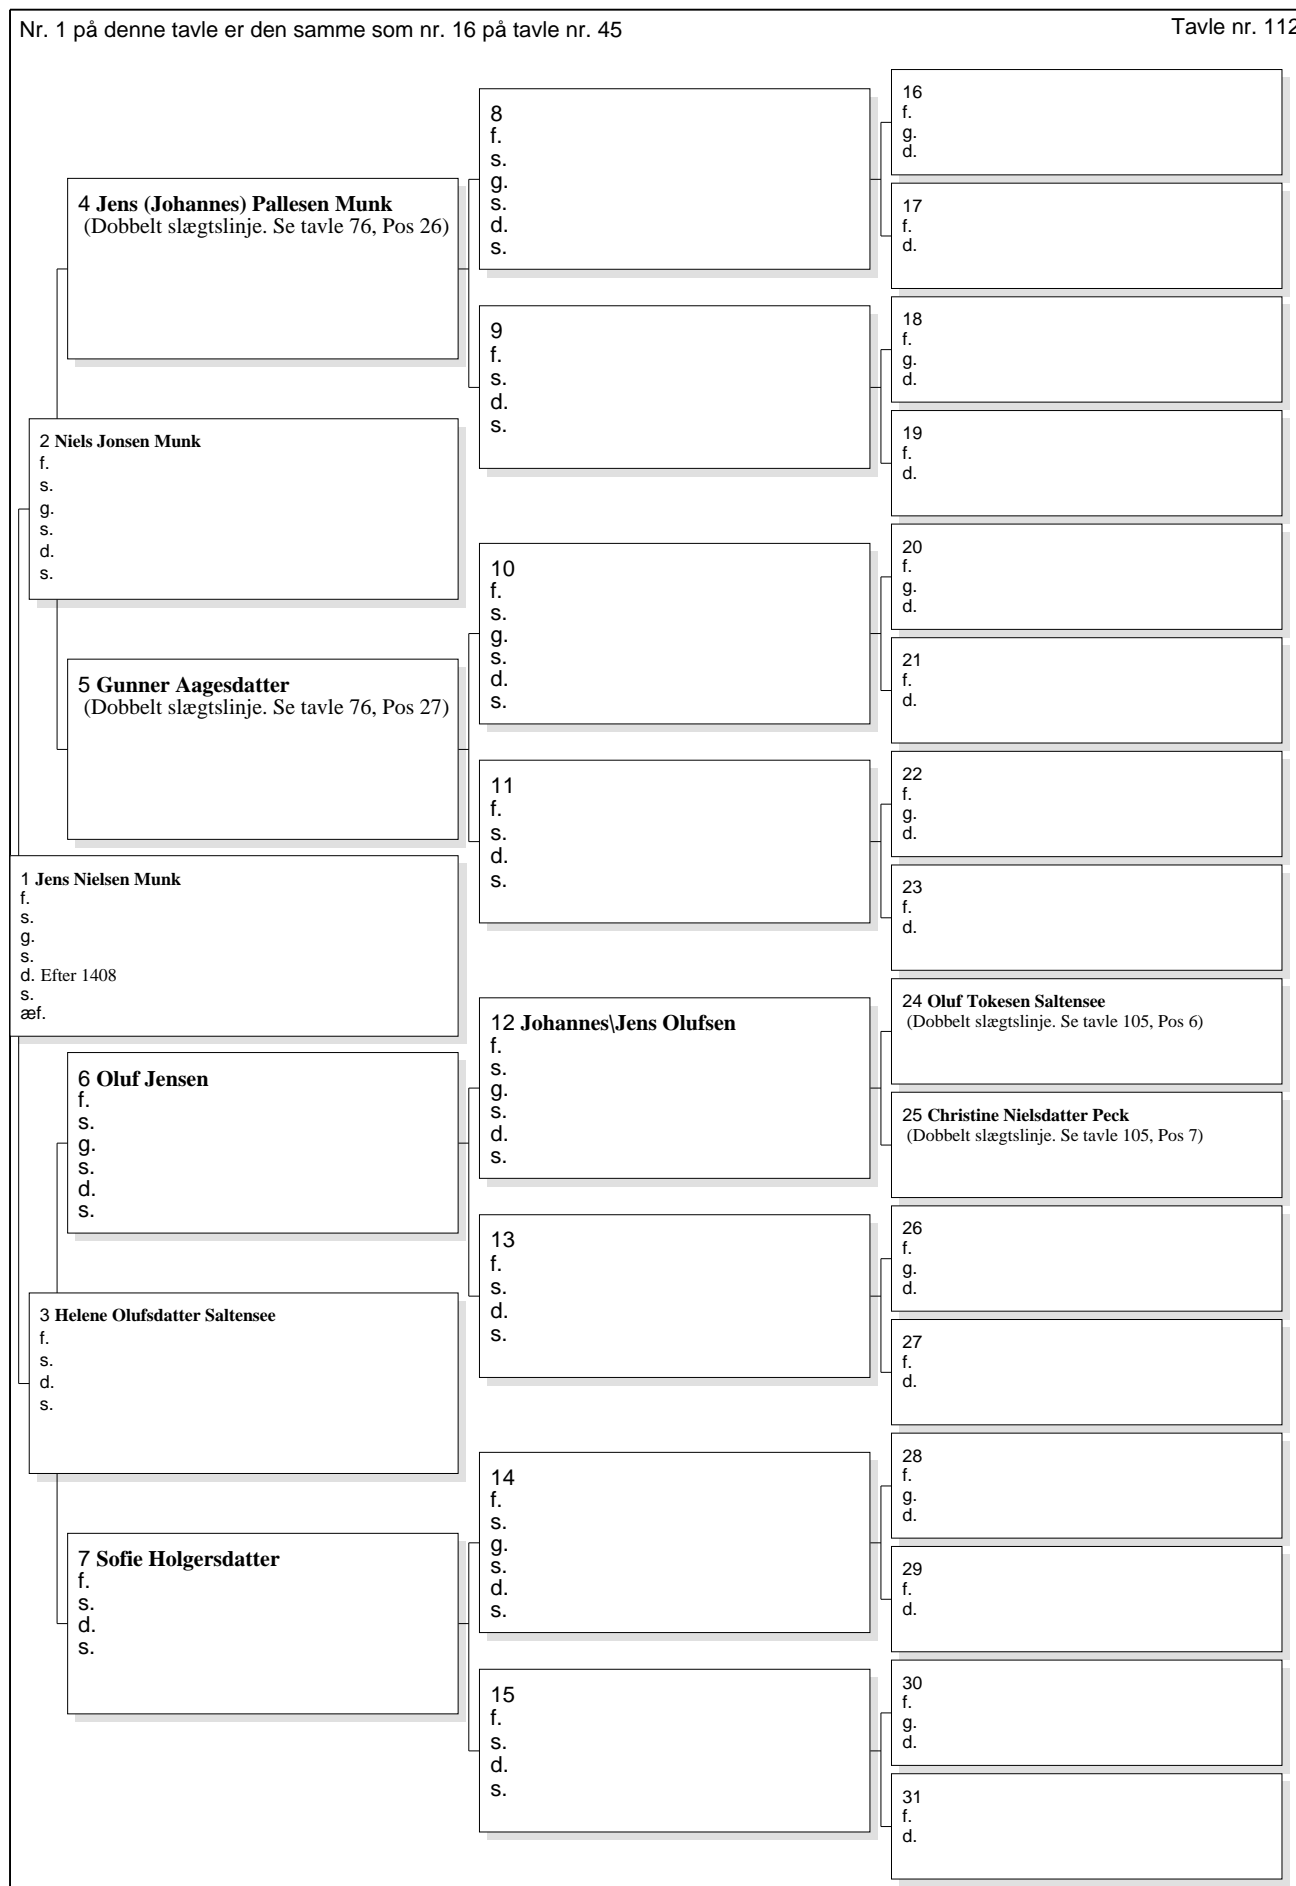 Nr. 1 på denne tavle er den samme som nr. 16 på tavle nr. 45
Tavle nr. 112
4 Jens (Johannes) Pallesen Munk
(Dobbelt slægtslinje. Se tavle 76, Pos 26)
2 Niels Jonsen Munk
f.
s.
g.
s.
d.
s.
5 Gunner Aagesdatter
(Dobbelt slægtslinje. Se tavle 76, Pos 27)
1 Jens Nielsen Munk
f.
s.
g.
s.
d. Efter 1408
s.
æf.
6 Oluf Jensen
f.
s.
g.
s.
d.
s.
3 Helene Olufsdatter Saltensee
f.
s.
d.
s.
7 Sofie Holgersdatter
f.
s.
d.
s.
8
f.
s.
g.
s.
d.
s.
9
f.
s.
d.
s.
10
f.
s.
g.
s.
d.
s.
11
f.
s.
d.
s.
12 Johannes\Jens Olufsen
f.
s.
g.
s.
d.
s.
13
f.
s.
d.
s.
14
f.
s.
g.
s.
d.
s.
15
f.
s.
d.
s.
16
f.
g.
d.
17
f.
d.
18
f.
g.
d.
19
f.
d.
20
f.
g.
d.
21
f.
d.
22
f.
g.
d.
23
f.
d.
24 Oluf Tokesen Saltensee
(Dobbelt slægtslinje. Se tavle 105, Pos 6)
25 Christine Nielsdatter Peck
(Dobbelt slægtslinje. Se tavle 105, Pos 7)
26
f.
g.
d.
27
f.
d.
28
f.
g.
d.
29
f.
d.
30
f.
g.
d.
31
f.
d.